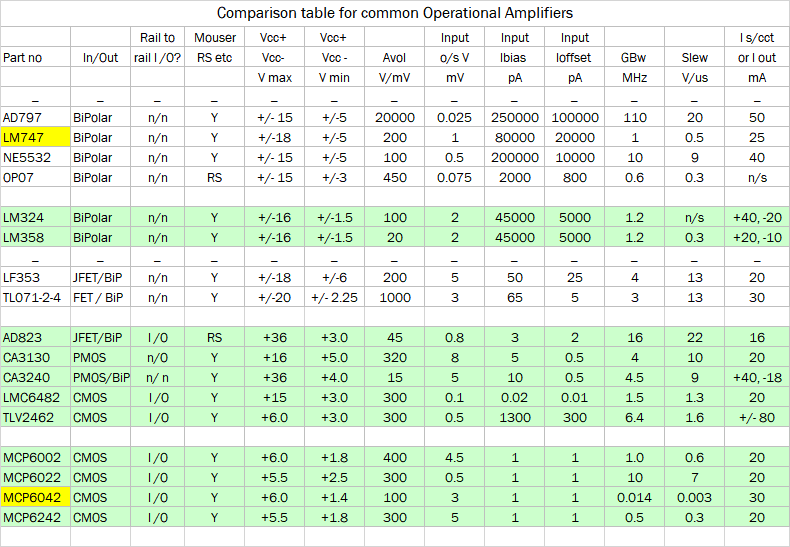 Comparison table for common Operational Amplifiers
Rail to Mouser Vcc+ Vcc+ Input Input Input I s/cct
Vcc- Vcc - Avol o/s V Ibias Ioffset GBw Slew or I out
Part no In/Out rail I /O? RS etc V max V min V/mV mV pA pA MHz V/us mA
– – – – – – – – – – – – –
AD797 BiPolar n/n Y +/- 15 +/-5 20000 0.025 250000 100000 110 20 50
LM747 BiPolar n/n Y +/-18 +/-5 200 1 80000 20000 1 0.5 25
NE5532 BiPolar n/n Y +/- 15 +/-5 100 0.5 200000 10000 10 9 40
OP07 BiPolar n/n RS +/- 15 +/-3 450 0.075 2000 800 0.6 0.3 n/s
LM324 BiPolar n/n Y +/-16 +/-1.5 100 2 45000 5000 1.2 n/s +40, -20
LM358 BiPolar n/n Y +/-16 +/-1.5 20 2 45000 5000 1.2 0.3 +20, -10
– – – – – – – – – – – – –
LF353 JFET/BiP n/n Y +/-18 +/-6 200 5 50 25 4 13 20
TL071-2-4 FET / BiP n/n Y +/-20 +/- 2.25 1000 3 65 5 3 13 30
AD823 JFET/BiP I /O RS +36 +3.0 45 0.8 3 2 16 22 16
CA3130 PMOS n/O Y +16 +5.0 320 8 5 0.5 4 10 20
CA3240 PMOS/BiP n/ n Y +36 +4.0 15 5 10 0.5 4.5 9 +40, -18
LMC6482 CMOS I /O Y +15 +3.0 300 0.1 0.02 0.01 1.5 1.3 20
TLV2462 CMOS I /O Y +6.0 +3.0 300 0.5 1300 300 6.4 1.6 +/- 80
MCP6002 CMOS I /O Y +6.0 +1.8 400 4.5 1 1 1.0 0.6 20
MCP6022 CMOS I /O Y +5.5 +2.5 300 0.5 1 1 10 7 20
MCP6042 CMOS I /O Y +6.0 +1.4 100 3 1 1 0.014 0.003 30
MCP6242 CMOS I /O Y +5.5 +1.8 300 5 1 1 0.5 0.3 20